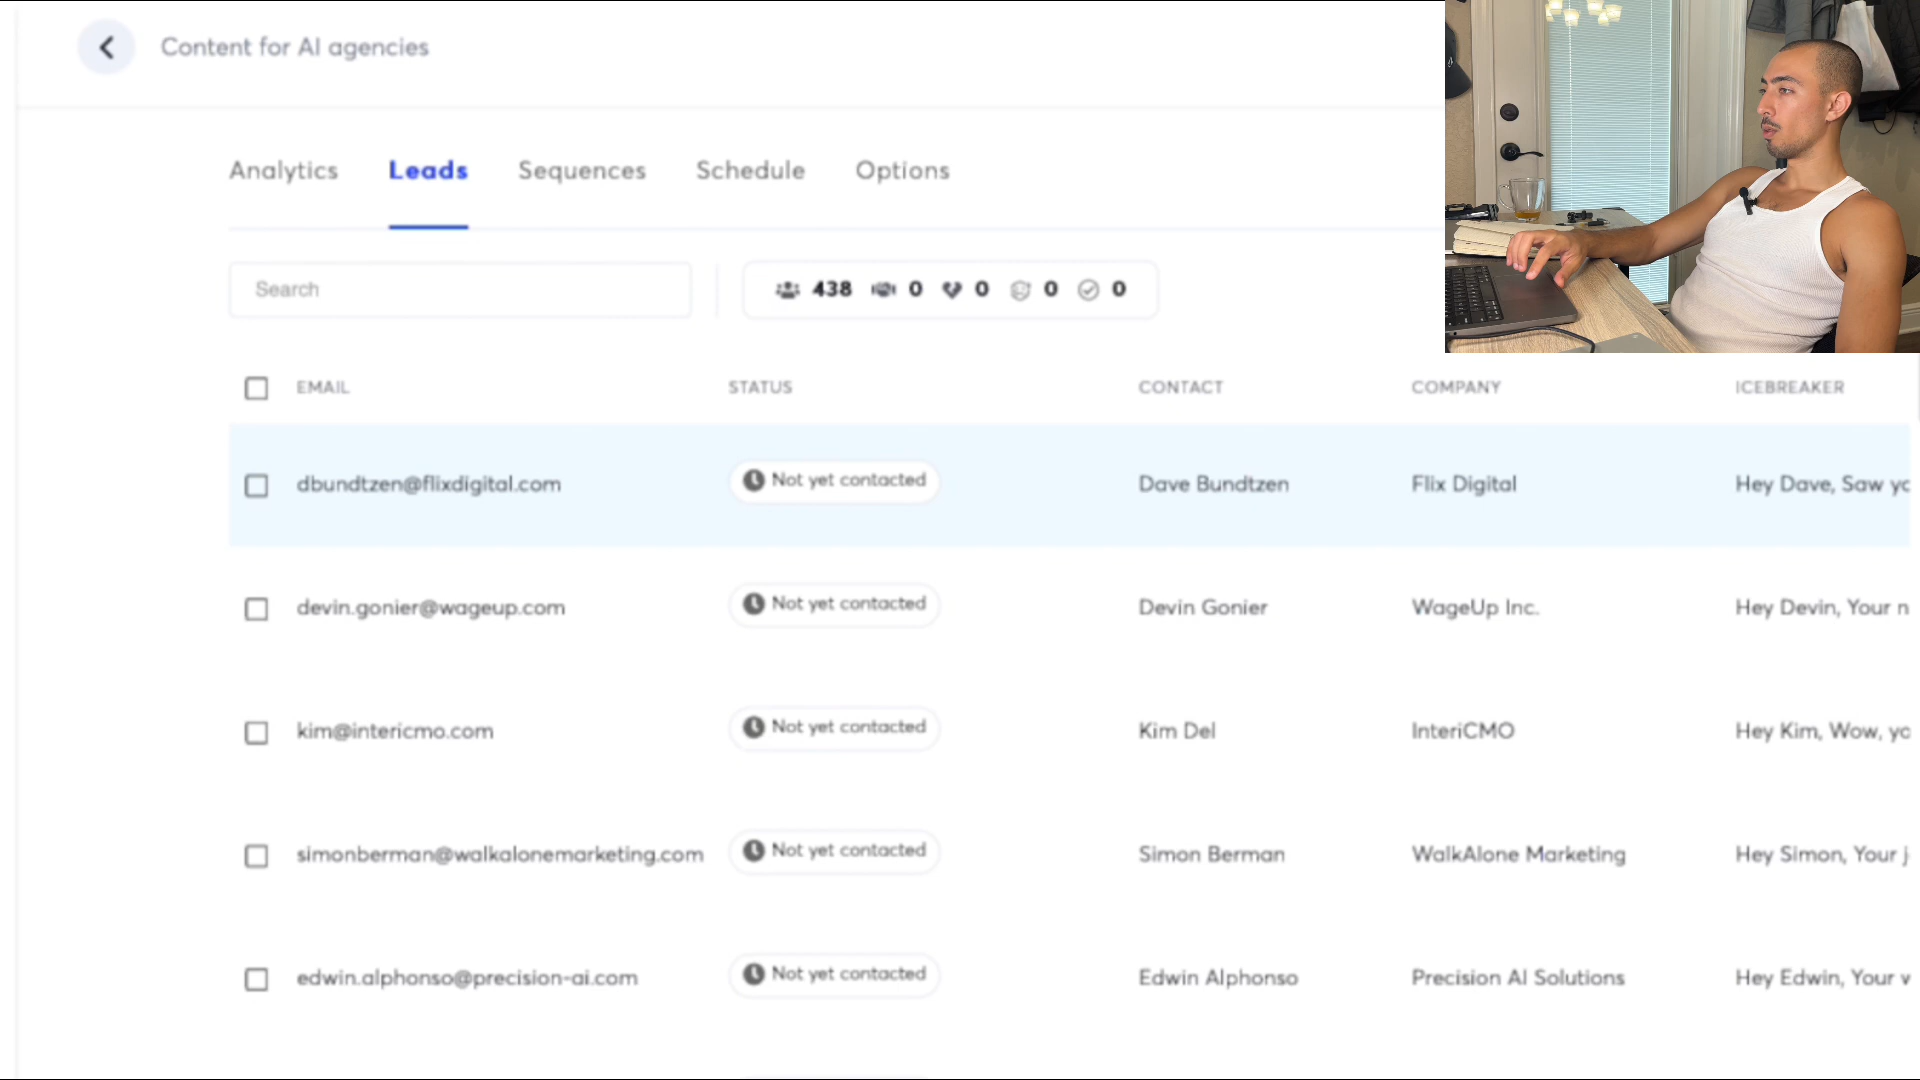 Content for AI agencies
Analytics Leads Sequences Schedule Options
Search 438 0 0 0 0
EMAIL STATUS CONTACT COMPANY ICEBREAKER
dbundtzen@flixdigital.com Not yet contacted Dave Bundtzen Flix Digital Hey Dave, Saw yo
devin.gonier@wageup.com Not yet contacted Devin Gonier WageUp Inc. Hey Devin, Your n
kim@intericmo.com Not yet contacted Kim Del InteriCMO Hey Kim, Wow, yo
simonberman@walkalonemarketing.com Not yet contacted Simon Berman WalkAlone Marketing Hey Simon, Your j
edwin.alphonso@precision-ai.com Not yet contacted Edwin Alphonso Precision AI Solutions Hey Edwin, Your v